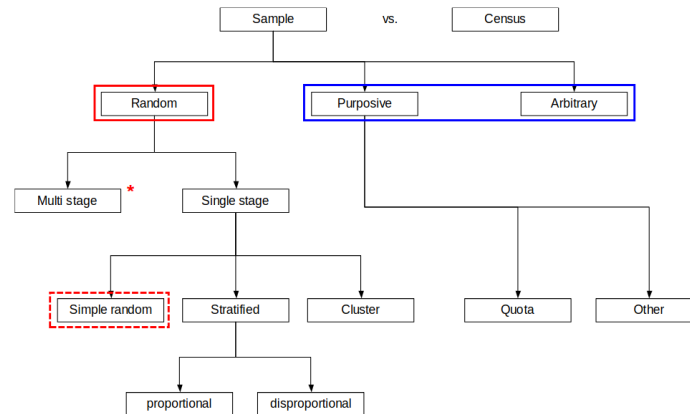 Sample
vs.
Census
Random
Purposive
Arbitrary
Multi stage
*
Single stage
Simple random
Stratified
Cluster
Quota
Other
proportional
disproportional